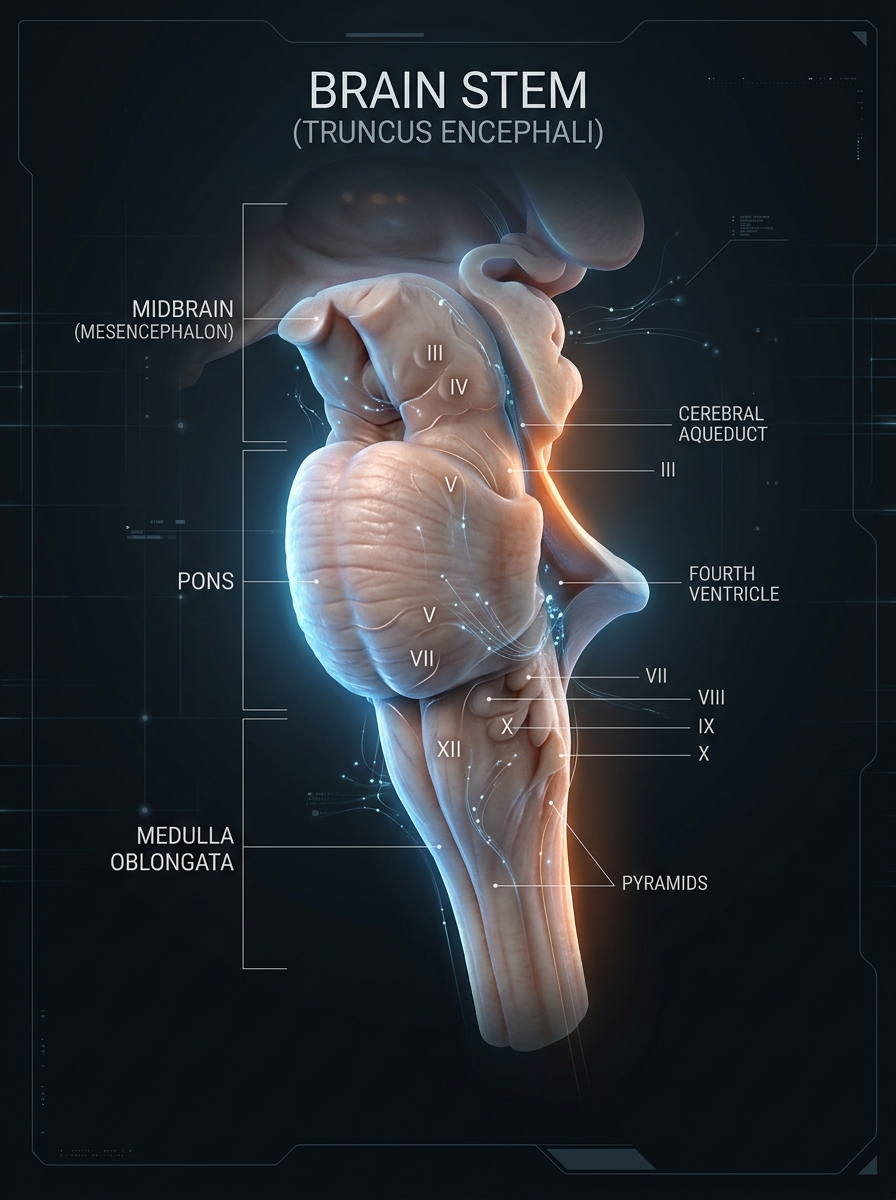 BRAIN STEM
(TRUNCUS ENCEPHALI)
MIDBRAIN
(MESENCEPHALON)
III
IV
CEREBRAL
AQUEDUCT
III
V
PONS
FOURTH
VENTRICLE
V
VII
VII
VIII
X
IX
XII
X
MEDULLA
OBLONGATA
PYRAMIDS